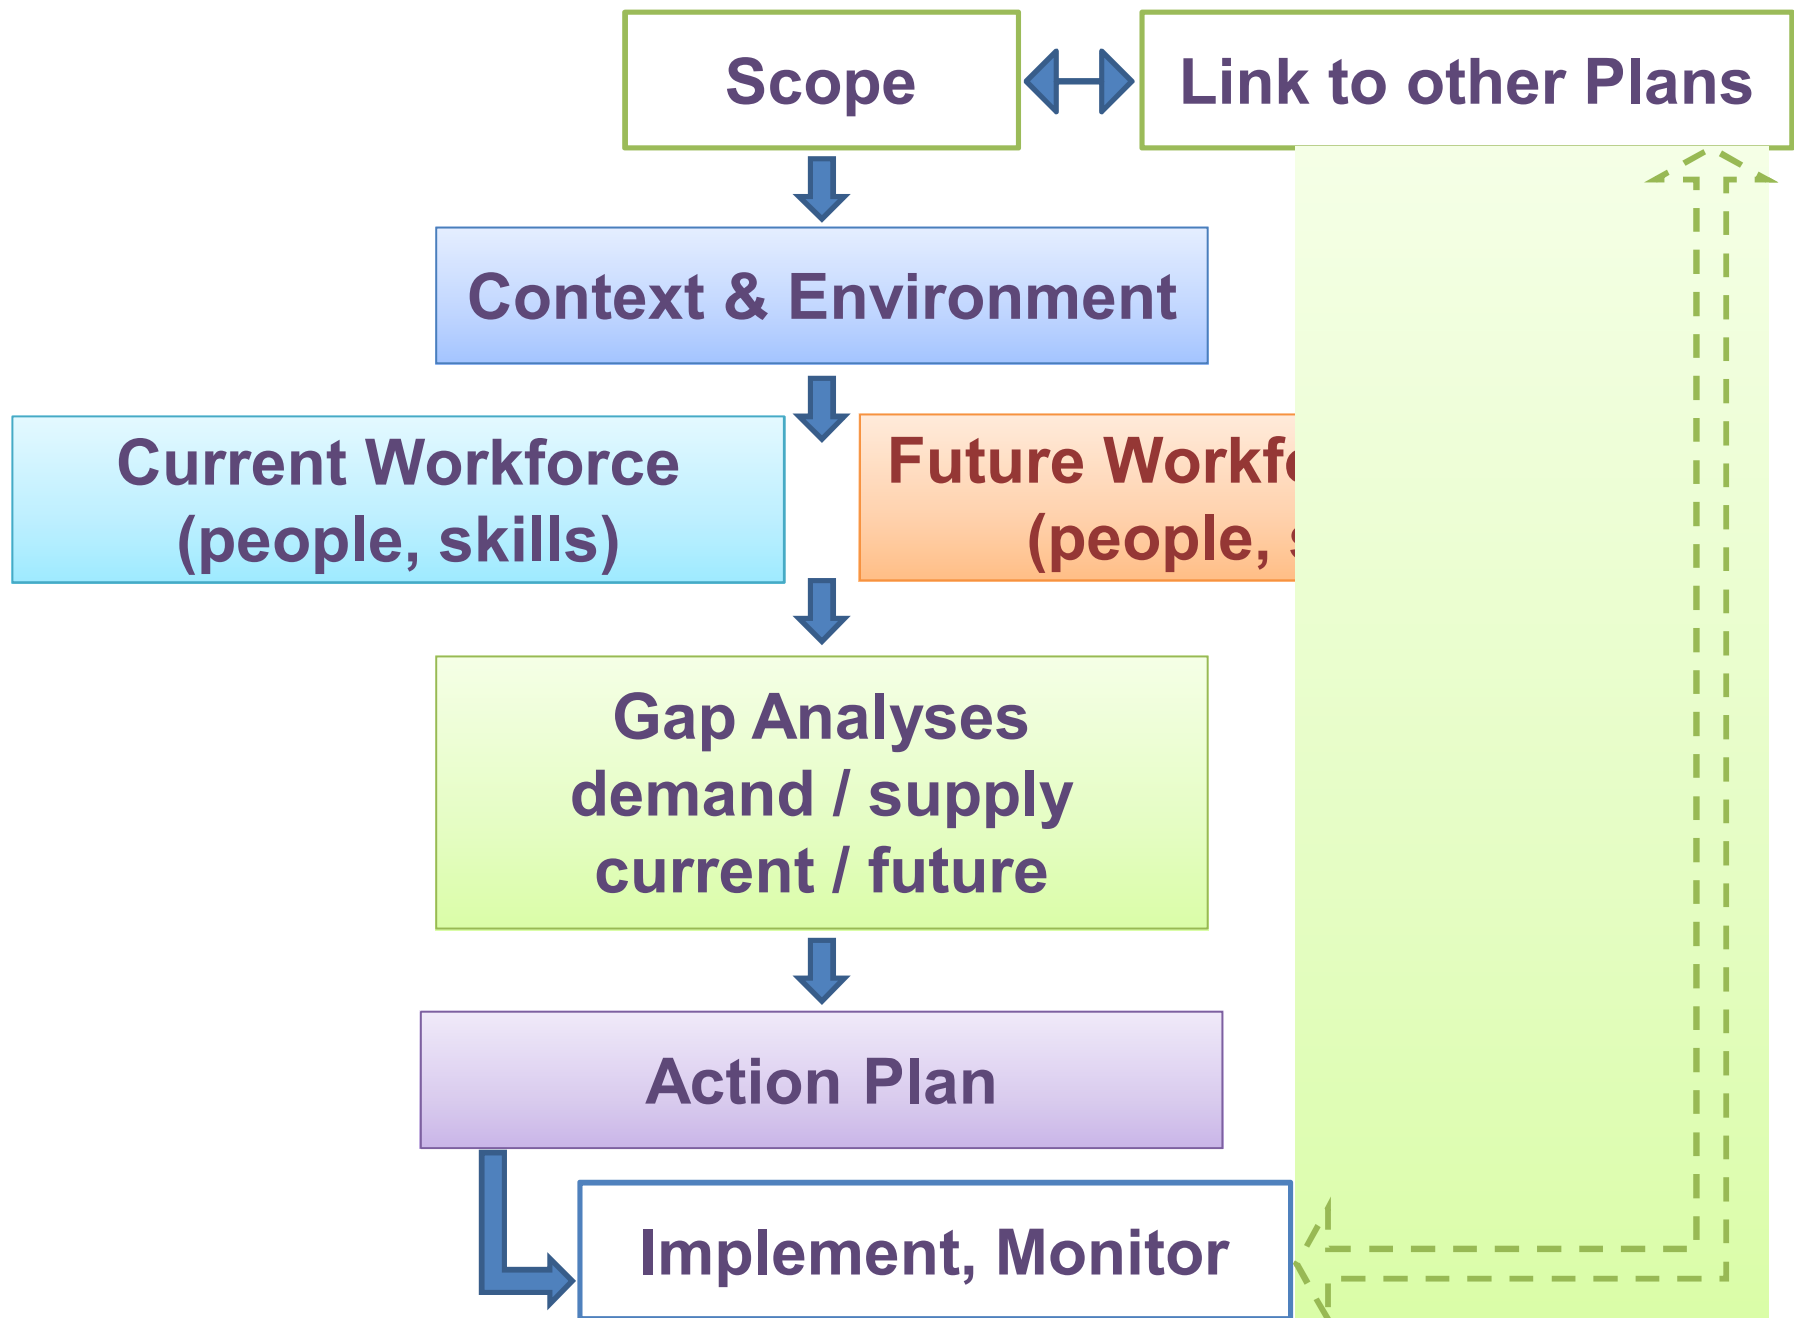 Scope
Link to other Plans
Context & Environment
Current Workforce
(people, skills)
Future
(people,
Gap Analyses
demand / supply
current / future
Action Plan
Implement, Monitor